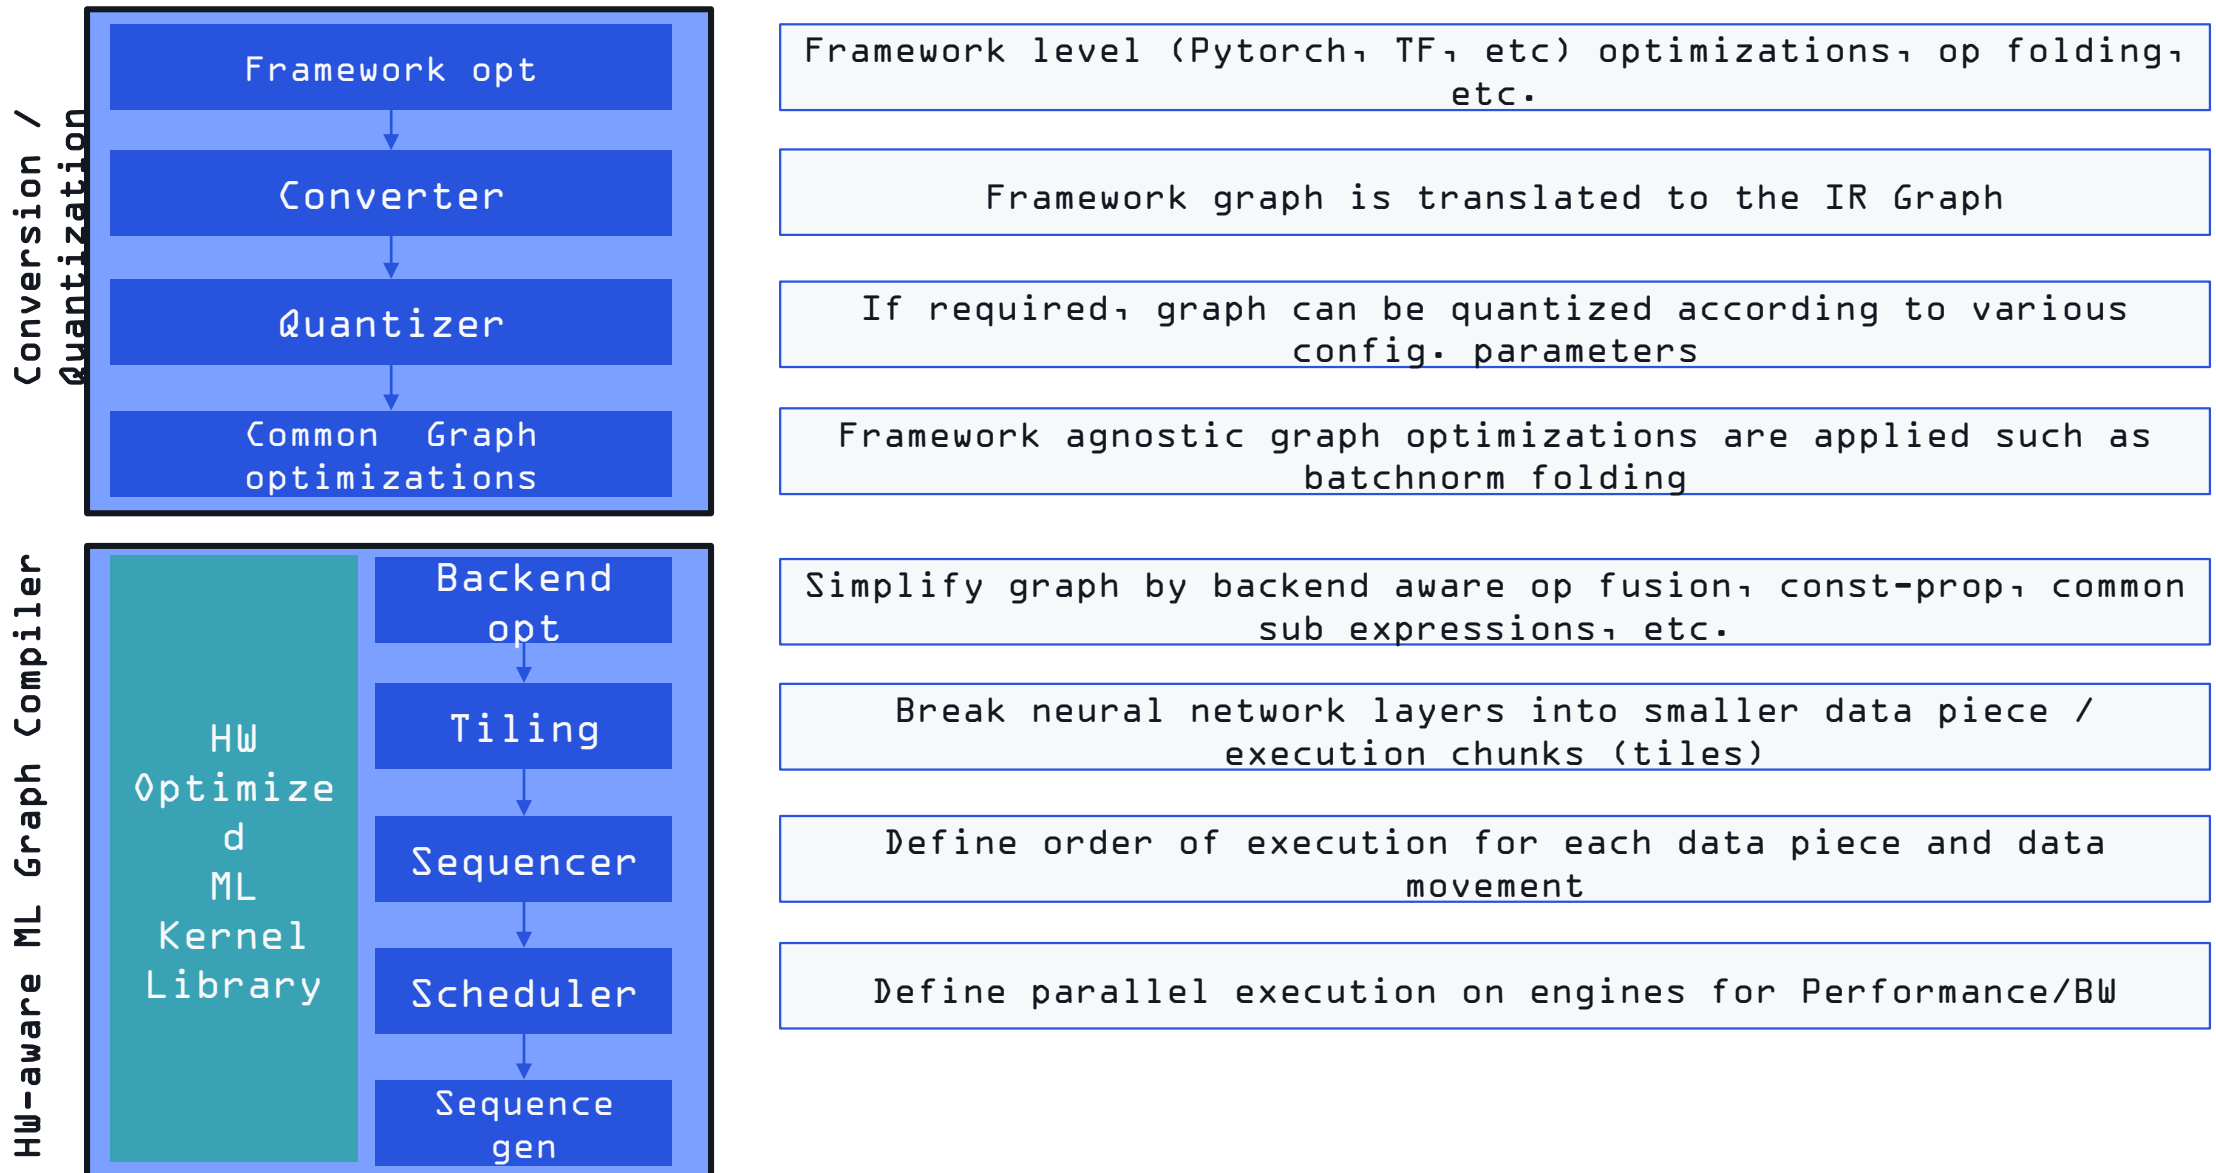 Conversion /
Quantization
Framework opt
Framework level (Pytorch, TF, etc) optimizations, op folding,
etc.
Converter
Framework graph is translated to the IR Graph
Quantizer
If required, graph can be quantized according to various
config. parameters
Common Graph
optimizations
Framework agnostic graph optimizations are applied such as
batchnorm folding
HW-aware ML Graph Compiler
HW
Optimize
d
ML
Kernel
Library
Backend
opt
Simplify graph by backend aware op fusion, const-prop, common
sub expressions, etc.
Tiling
Break neural network layers into smaller data piece /
execution chunks (tiles)
Sequencer
Define order of execution for each data piece and data
movement
Scheduler
Define parallel execution on engines for Performance/BW
Sequence
gen